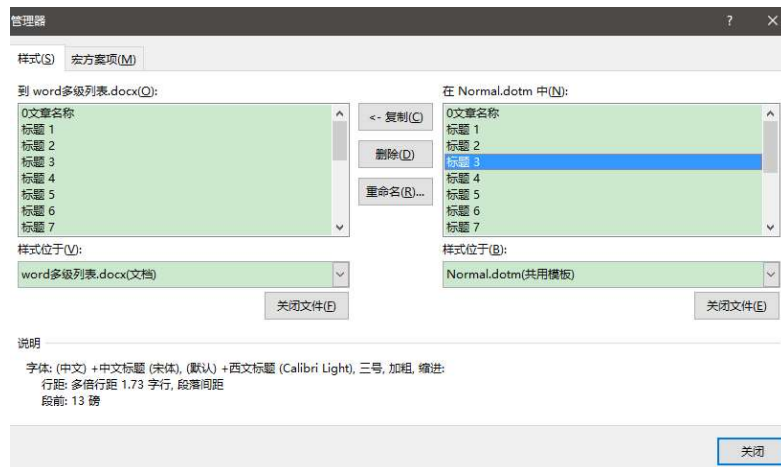 管理器
样式(S) 宏方案项(M)
到 word多级列表.docx(O):
0文章名称
标题 1
标题 2
标题 3
标题 4
标题 5
标题 6
标题 7
样式位于(V):
word多级列表.docx(文档)
关闭文件(F)
<- 复制(C)
删除(D)
重命名(R)...
在 Normal.dotm 中(N):
0文章名称
标题 1
标题 2
标题 3
标题 4
标题 5
标题 6
标题 7
样式位于(B):
Normal.dotm(共用模板)
关闭文件(E)
说明
字体: (中文) +中文标题 (宋体), (默认) +西文标题 (Calibri Light), 三号, 加粗, 缩进:
行距: 多倍行距 1.73 字行, 段落间距
段前: 13 磅
关闭